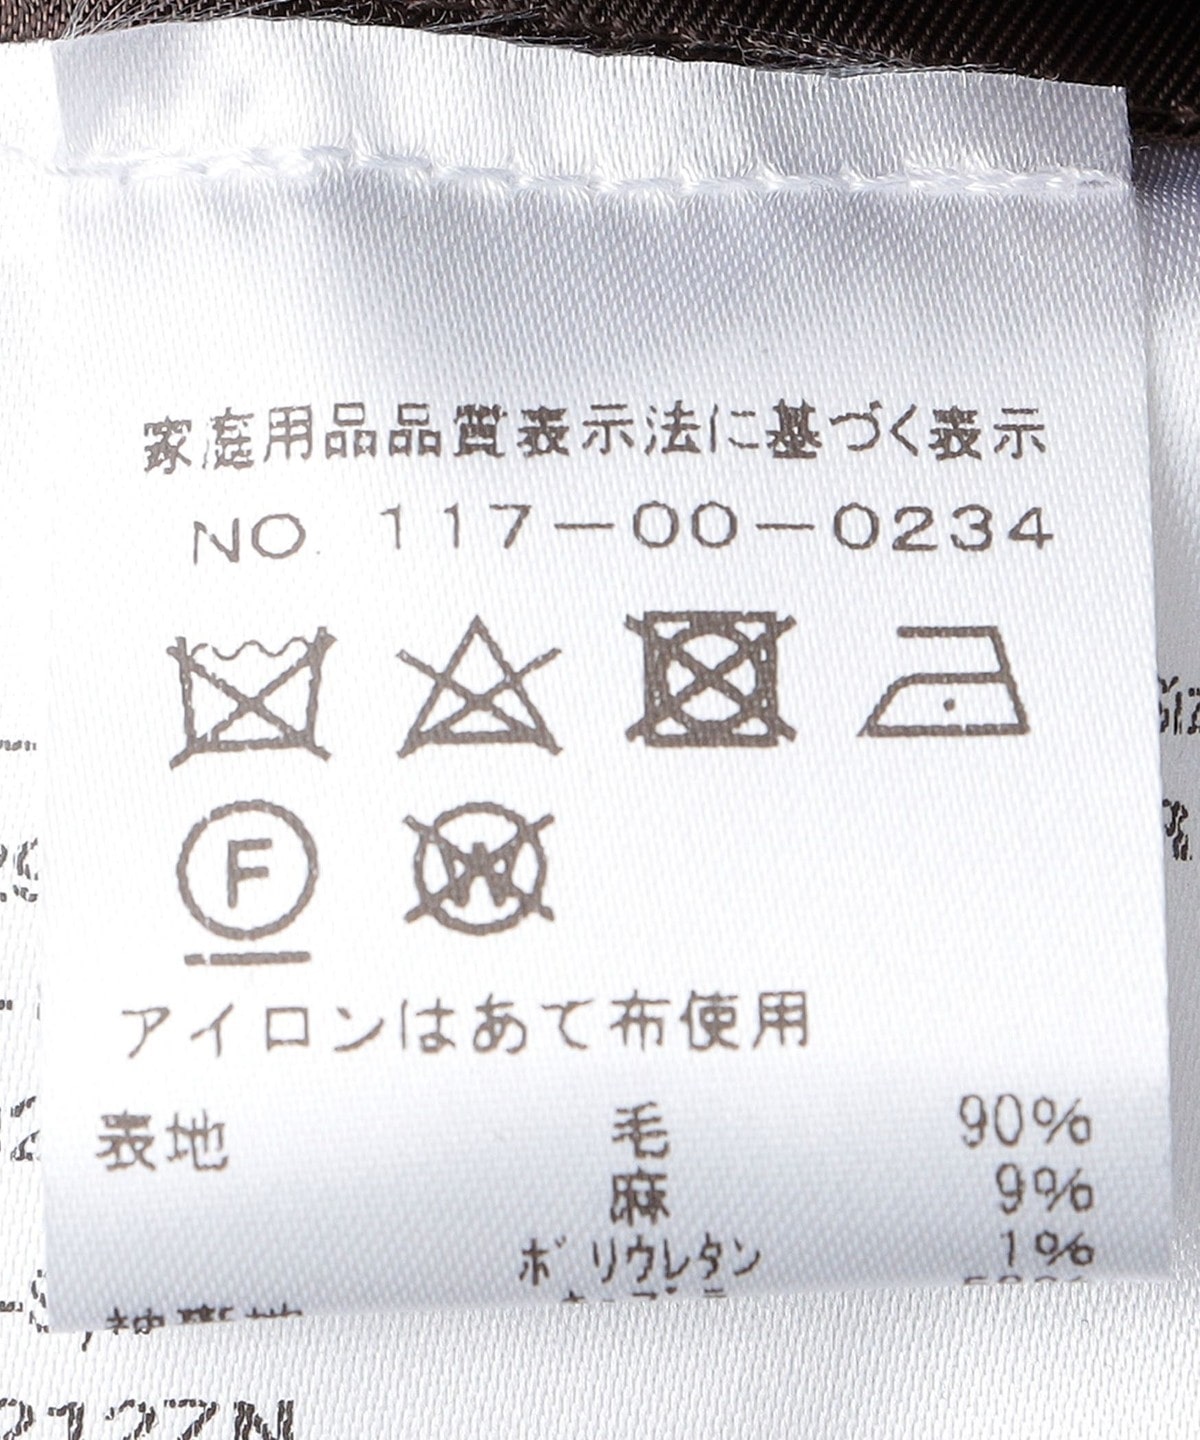 家庭用品品質表示法に基づく表示
NO. 117-00-0234
F
W
アイロンはあて布使用
表地 毛 90%
麻 9%
ポリウレタン 1%
2127N